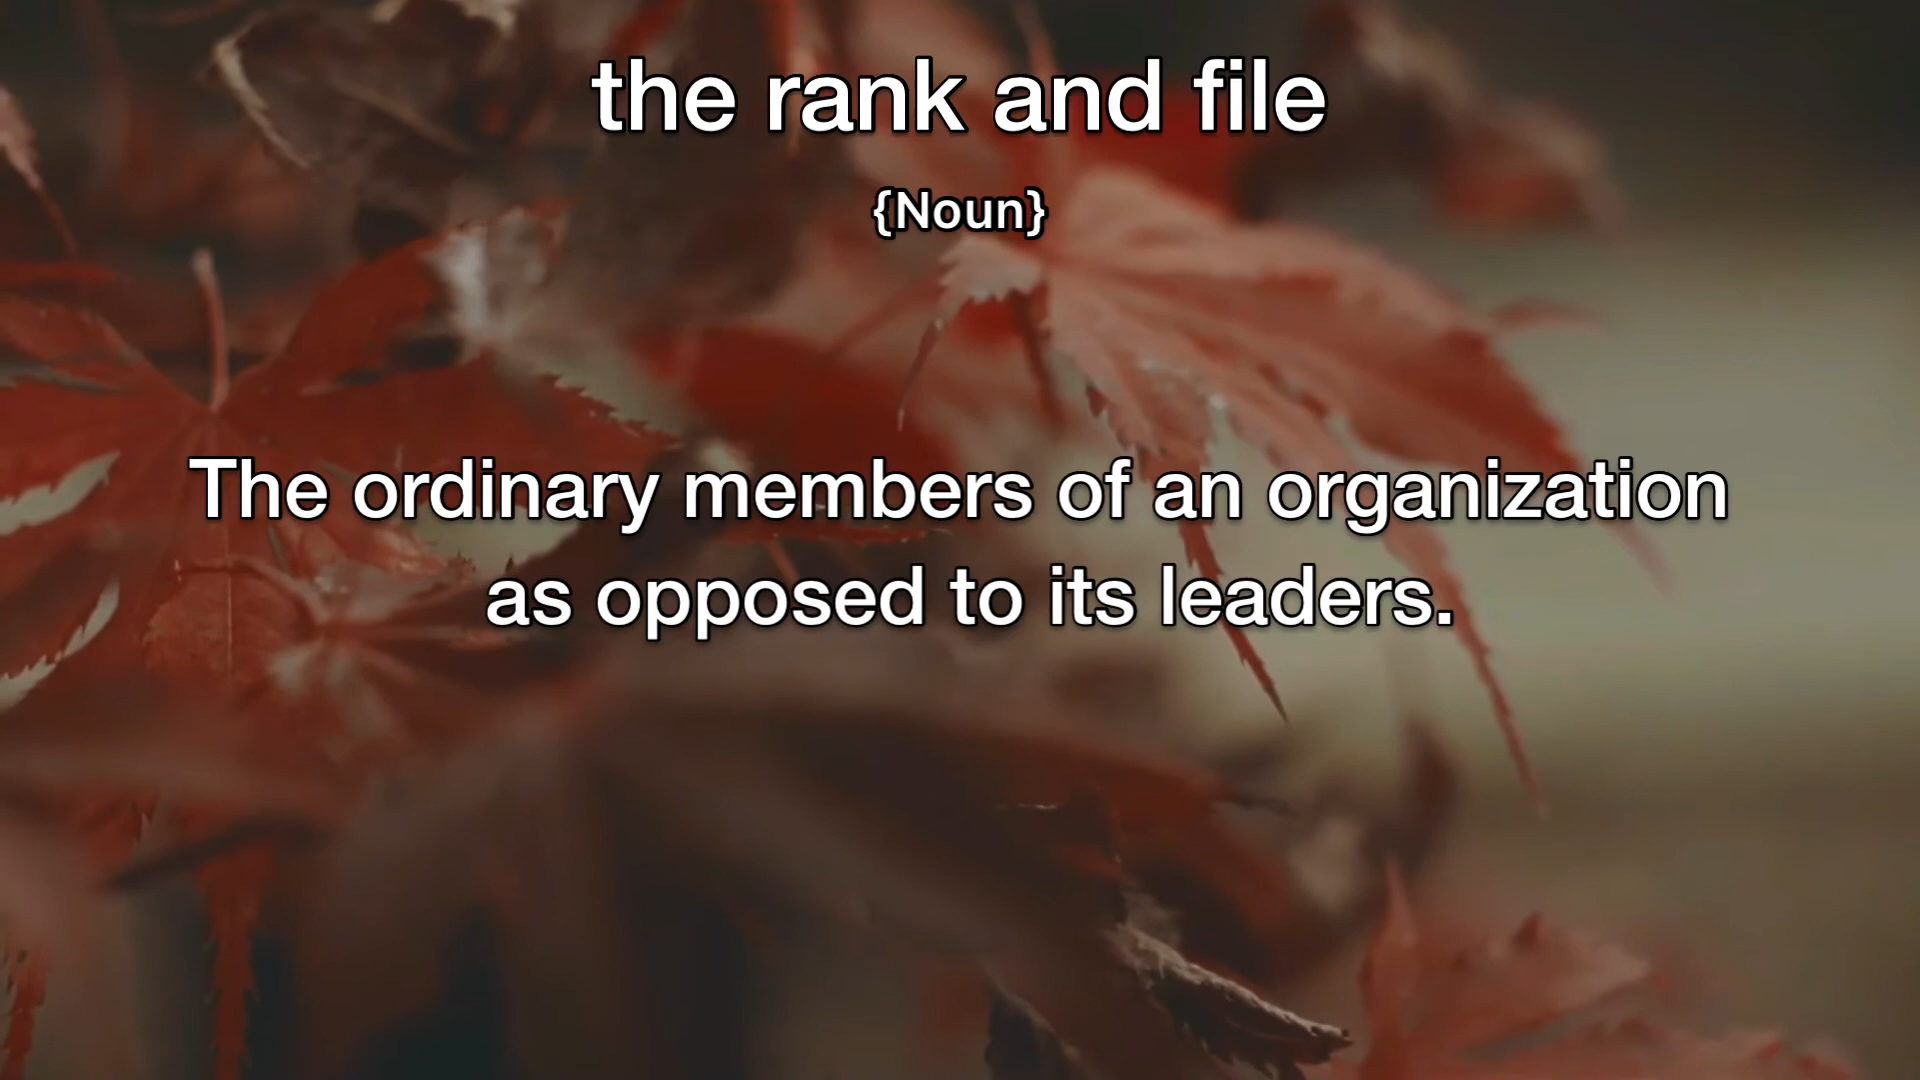 the rank and file
{Noun}
The ordinary members of an organization
as opposed to its leaders.